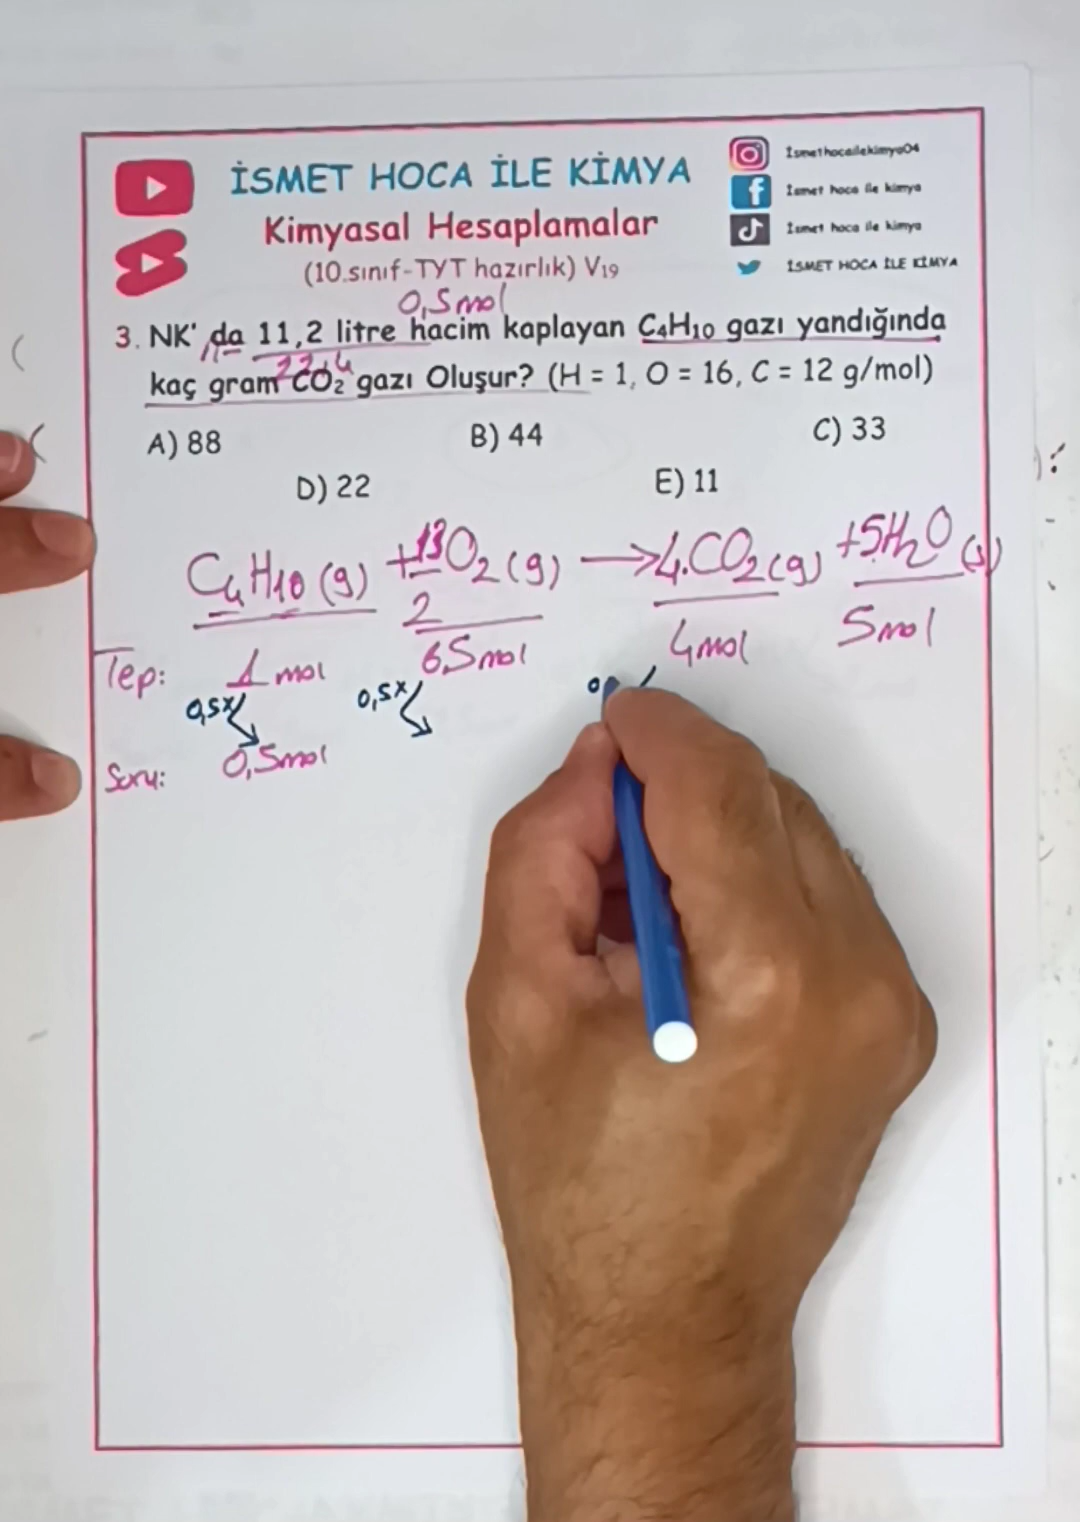 İSMET HOCA İLE KİMYA
Kimyasal Hesaplamalar
(10.sınıf-TYT hazırlık) V19
İsmethocailekimya04
İsmet hoca ile kimya
İsmet hoca ile kimya
İSMET HOCA İLE KİMYA
0,5mol
3. NK' da 11,2 litre hacim kaplayan C4H10 gazı yandığında
22,4
kaç gram CO2 gazı Oluşur? (H = 1, O = 16, C = 12 g/mol)
A) 88 B) 44 C) 33
D) 22 E) 11
C4H10 (g) + 13/2 O2 (g) → 4.CO2 (g) + 5H2O (s)
Tep: 1 mol 6,5mol 4mol 5mol
0,5x 0,5x
Soru: 0,5mol